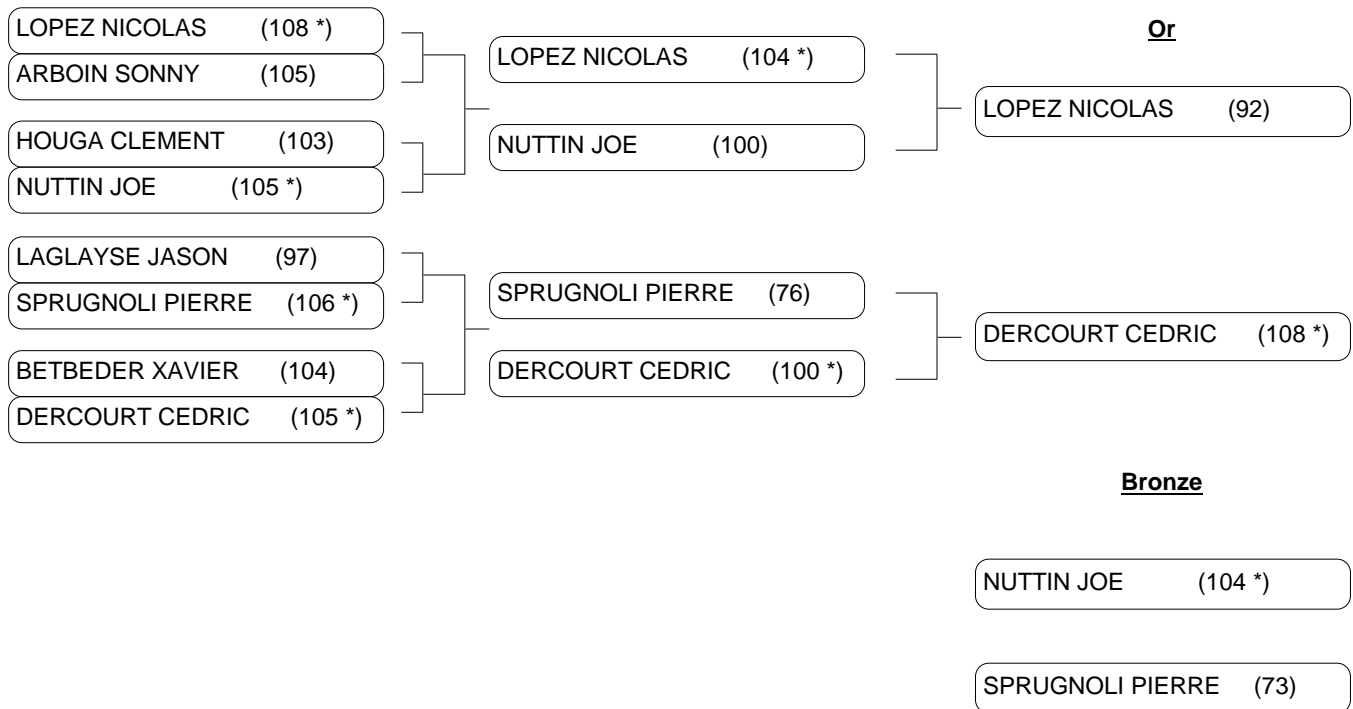 LOPEZ NICOLAS (108 *)
ARBOIN SONNY (105)
HOUGA CLEMENT (103)
NUTTIN JOE (105 *)
LAGLAYSE JASON (97)
SPRUGNOLI PIERRE (106 *)
BETBEDER XAVIER (104)
DERCOURT CEDRIC (105 *)
LOPEZ NICOLAS (104 *)
NUTTIN JOE (100)
SPRUGNOLI PIERRE (76)
DERCOURT CEDRIC (100 *)
Or
LOPEZ NICOLAS (92)
DERCOURT CEDRIC (108 *)
Bronze
NUTTIN JOE (104 *)
SPRUGNOLI PIERRE (73)